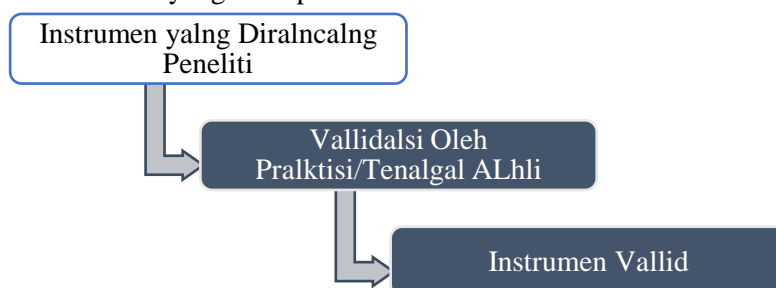 Instrumen yalng Diralncalng
Peneliti
Vallidalsi Oleh
Pralktisi/Tenalgal ALhli
Instrumen Vallid